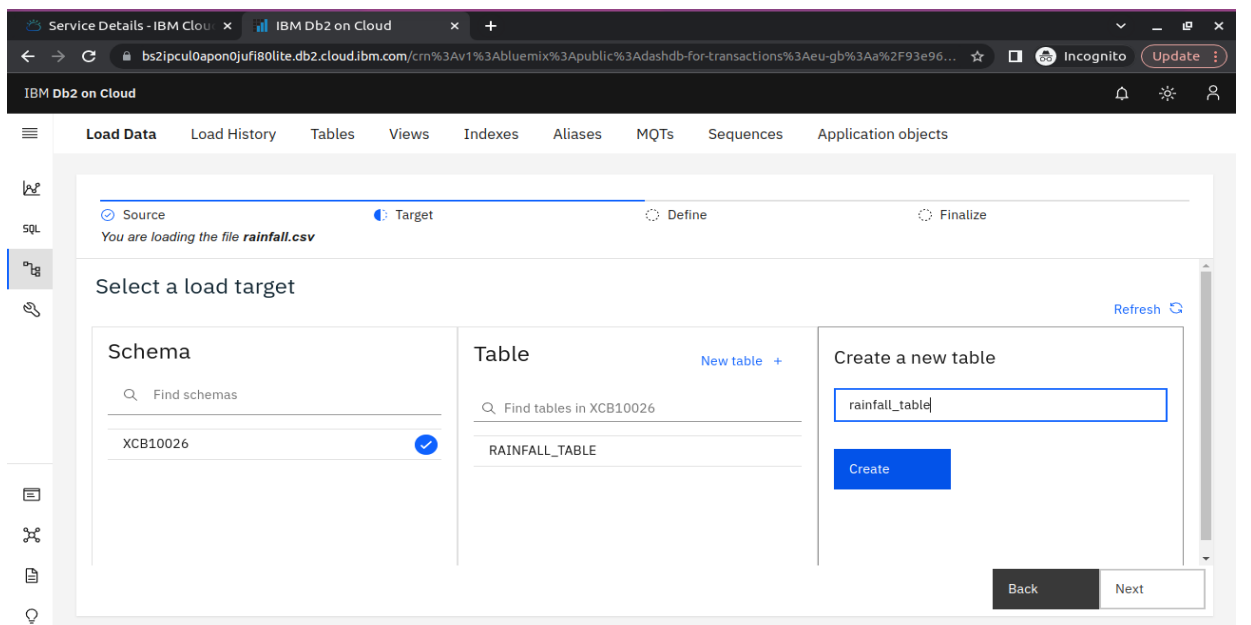 Service Details - IBM Clou
IBM Db2 on Cloud
bs2ipcul0apon0jufi80lite.db2.cloud.ibm.com/crn%3Av1%3Abluemix%3Apublic%3Adashdb-for-transactions%3Aeu-gb%3Aa%2F93e96...
Incognito
Update
IBM Db2 on Cloud
Load Data
Load History
Tables
Views
Indexes
Aliases
MQTs
Sequences
Application objects
SQL
Source
Target
Define
Finalize
You are loading the file rainfall.csv
Select a load target
Refresh
Schema
Find schemas
XCB10026
Table
New table +
Find tables in XCB10026
RAINFALL_TABLE
Create a new table
rainfall_table
Create
Back
Next